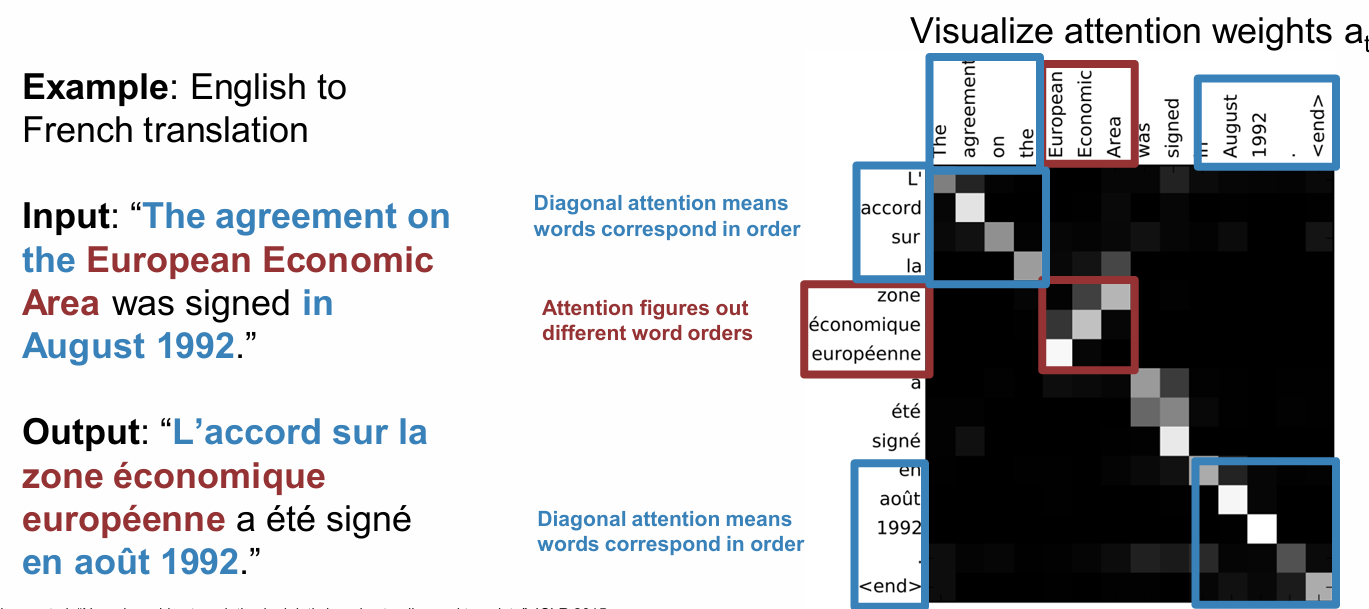 Visualize attention weights a_t
Example: English to
French translation
Input: “The agreement on
the European Economic
Area was signed in
August 1992.”
Output: “L’accord sur la
zone économique
européenne a été signé
en août 1992.”
Diagonal attention means
words correspond in order
Attention figures out
different word orders
Diagonal attention means
words correspond in order
The
agreement
on
the
European
Economic
Area
was
signed
in
August
1992
.
<end>
L'
accord
sur
la
zone
économique
européenne
a
été
signé
en
août
1992
.
<end>